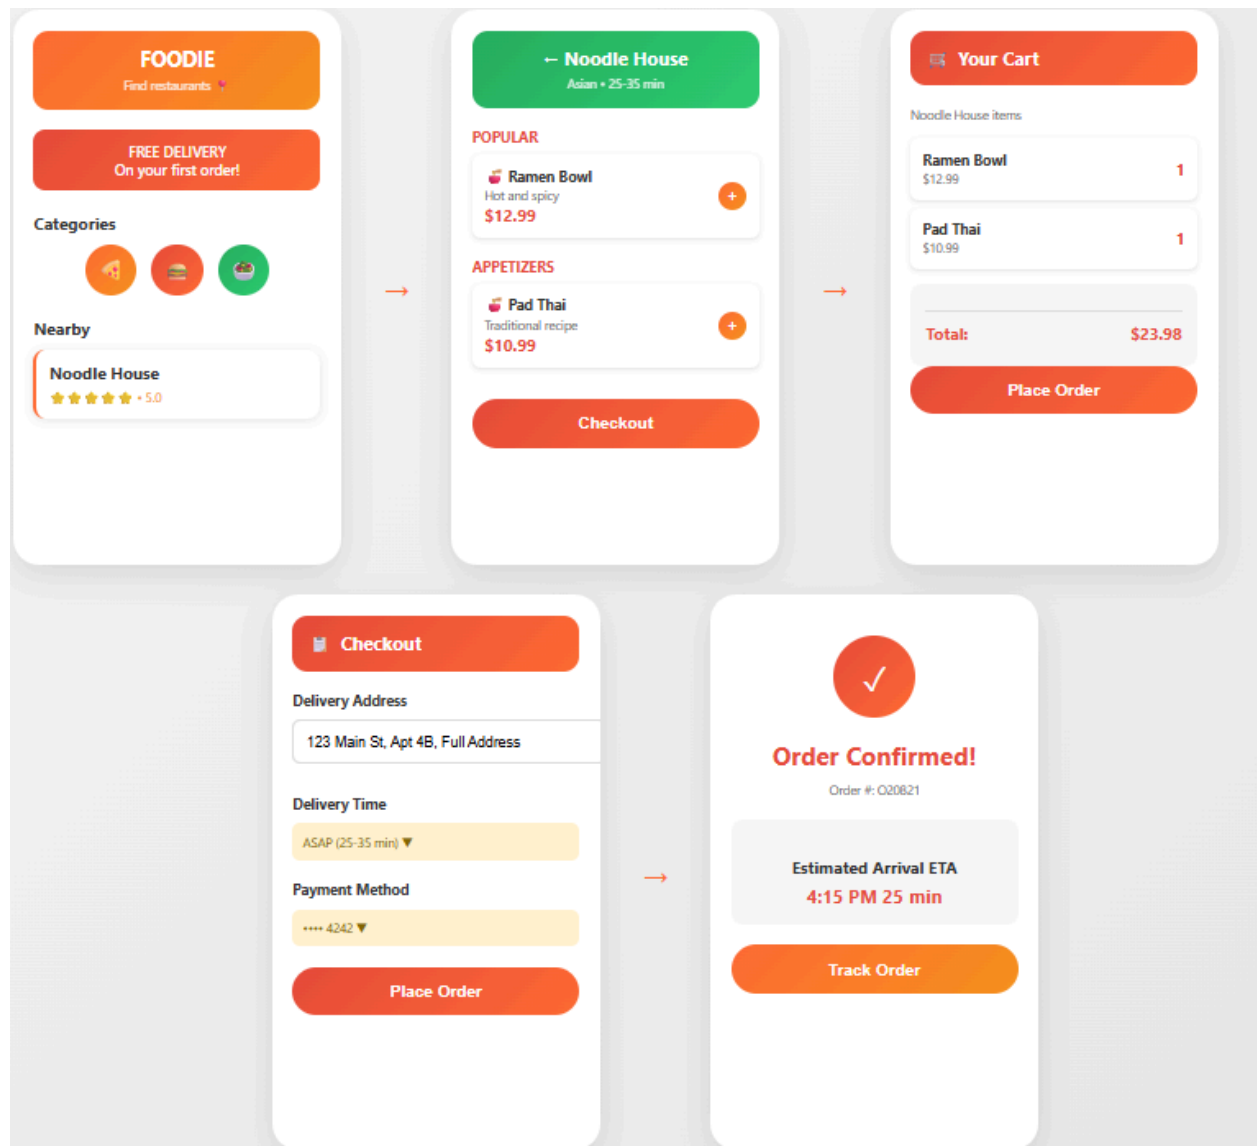 FOODIE
Find restaurants
FREE DELIVERY
On your first order!
Categories
Nearby
Noodle House
• 5.0
→
← Noodle House
Asian • 25-35 min
POPULAR
Ramen Bowl
Hot and spicy
$12.99
+
APPETIZERS
Pad Thai
Traditional recipe
$10.99
+
Checkout
→
Your Cart
Noodle House items
Ramen Bowl
$12.99
1
Pad Thai
$10.99
1
Total: $23.98
Place Order
Checkout
Delivery Address
123 Main St, Apt 4B, Full Address
Delivery Time
ASAP (25-35 min) ▼
Payment Method
•••• 4242 ▼
Place Order
→
✓
Order Confirmed!
Order #: O20821
Estimated Arrival ETA
4:15 PM 25 min
Track Order